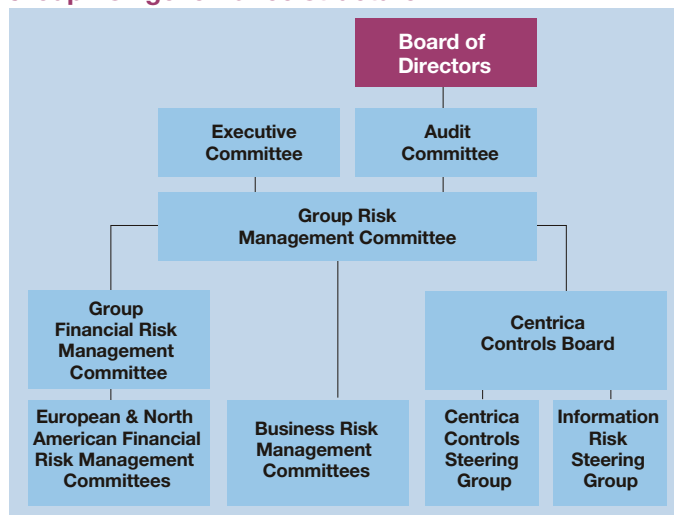 Board of
Directors
Executive
Committee
Audit
Committee
Group Risk
Management Committee
Group
Financial Risk
Management
Committee
Centrica
Controls Board
European & North
American Financial
Risk Management
Committees
Business Risk
Management
Committees
Centrica
Controls
Steering
Group
Information
Risk
Steering
Group